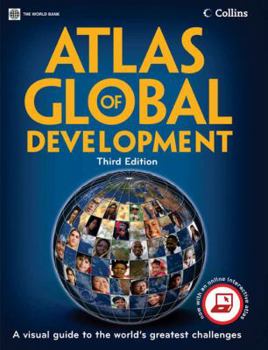 THE WORLD BANK
Collins
ATLAS
OF
GLOBAL
DEVELOPMENT
Third Edition
now with an online interactive atlas
A visual guide to the world's greatest challenges